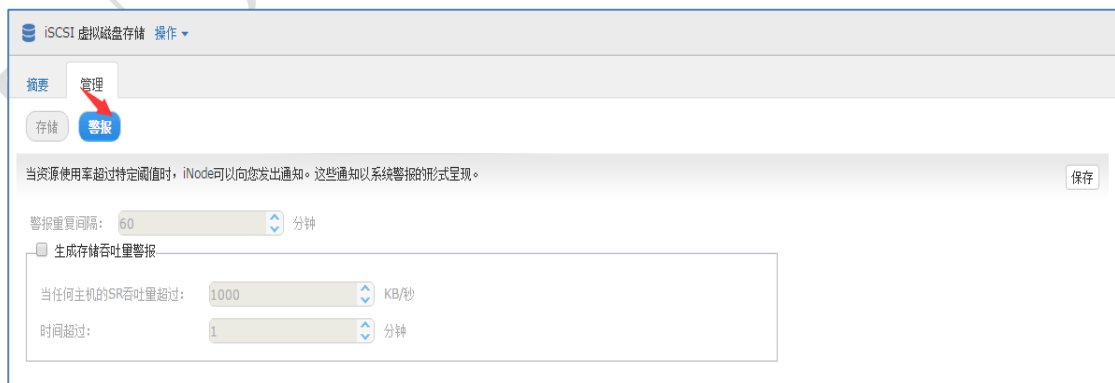 iSCSI 虚拟磁盘存储 操作
摘要 管理
存储 警报
当资源使用率超过特定阈值时，iNode可以向您发出通知。这些通知以系统警报的形式呈现。 保存
警报重复间隔： 60 分钟
生成存储吞吐量警报
当任何主机的SR吞吐量超过： 1000 KB/秒
时间超过： 1 分钟